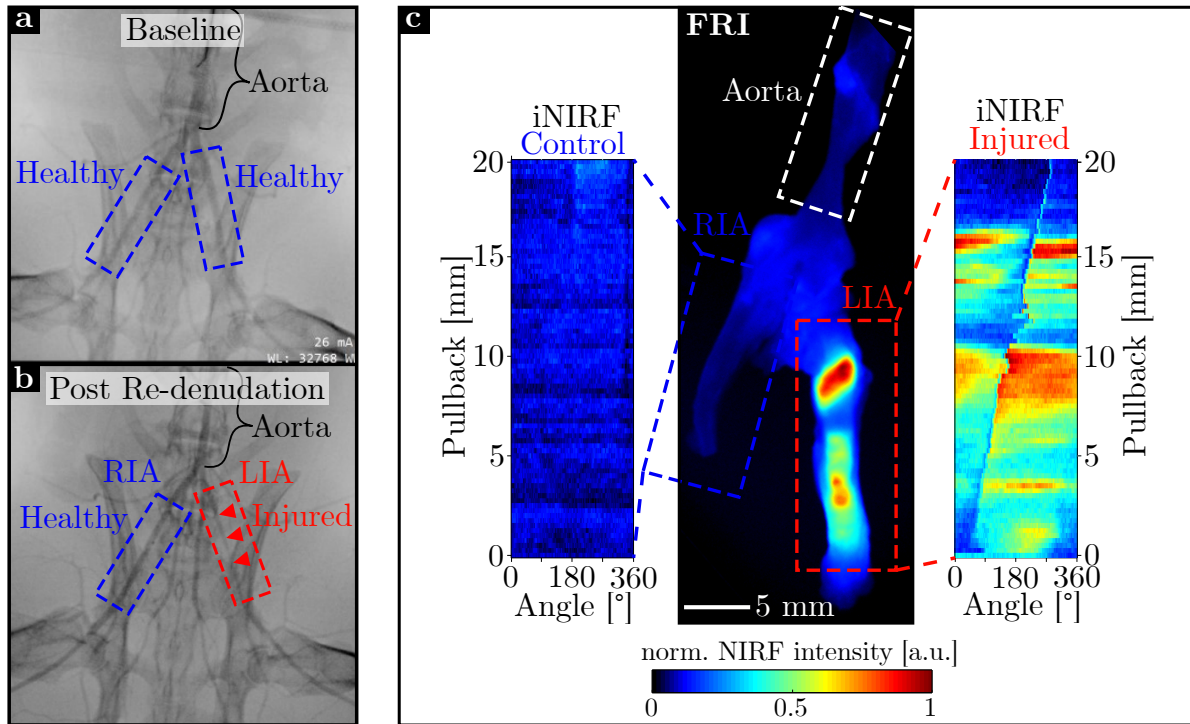 a
Baseline
Aorta
Healthy
Healthy
26 mA
WL: 32768 W
b
Post Re-denudation
Aorta
RIA
LIA
Healthy
Injured
c
FRI
Aorta
iNIRF
Control
20
15
10
5
0
Pullback [mm]
0 180 360
Angle [°]
RIA
LIA
5 mm
iNIRF
Injured
20
15
10
5
0
Pullback [mm]
0 180 360
Angle [°]
norm. NIRF intensity [a.u.]
0 0.5 1